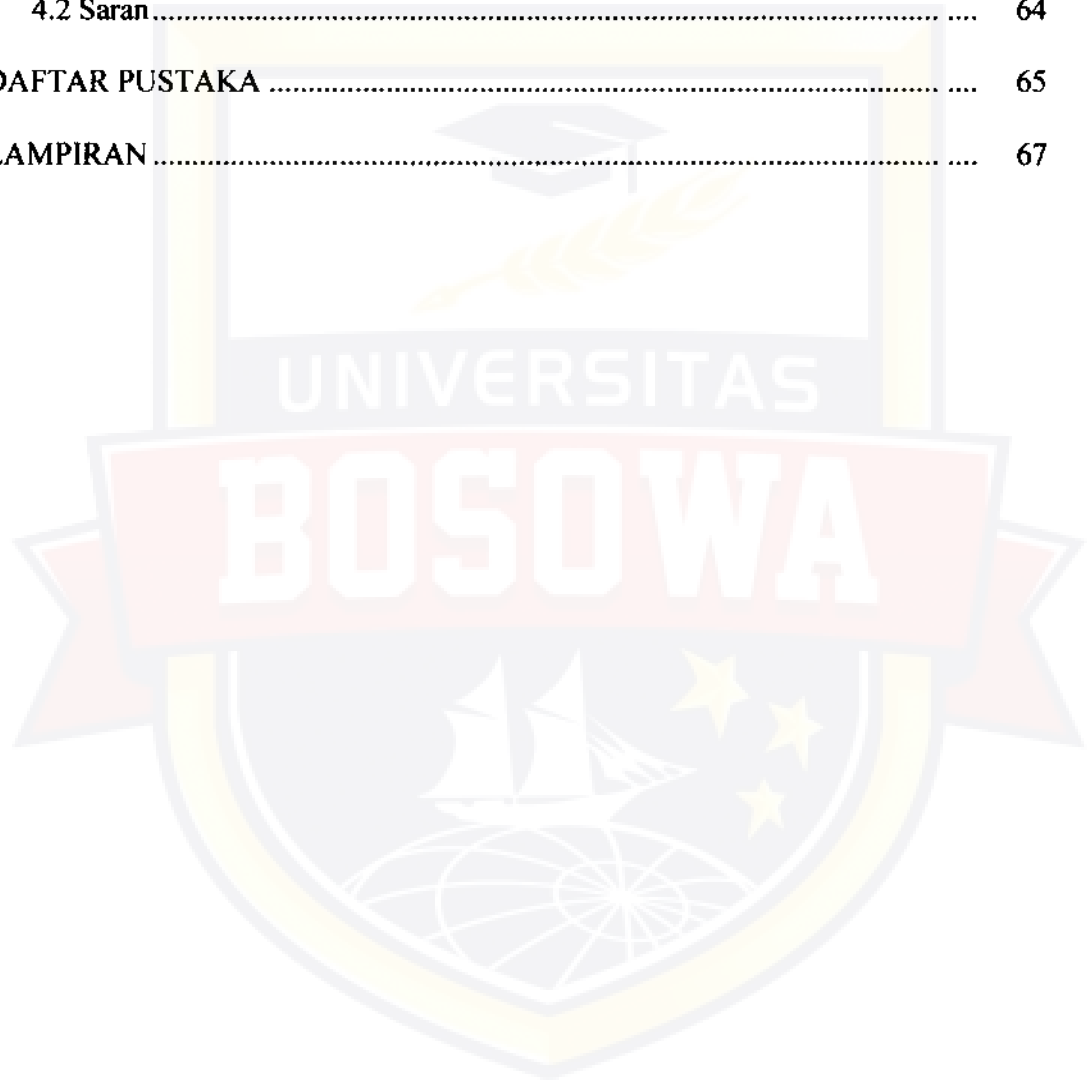 4.2 Saran........................................................................................ .... 64
DAFTAR PUSTAKA ........................................................................ .... 65
LAMPIRAN....................................................................................... .... 67
UNIVERSITAS
BOSOWA